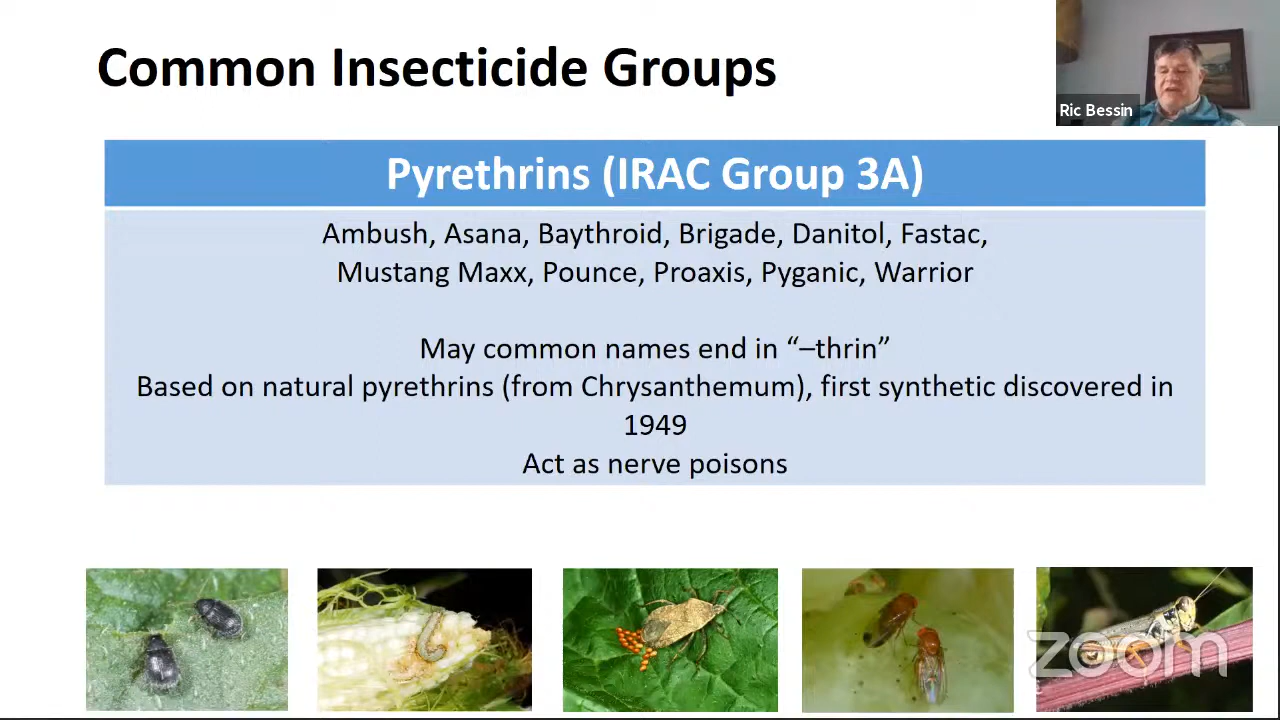 Common Insecticide Groups
Ric Bessin
Pyrethrins (IRAC Group 3A)
Ambush, Asana, Baythroid, Brigade, Danitol, Fastac,
Mustang Maxx, Pounce, Proaxis, Pyganic, Warrior
May common names end in “–thrin”
Based on natural pyrethrins (from Chrysanthemum), first synthetic discovered in
1949
Act as nerve poisons
zoom